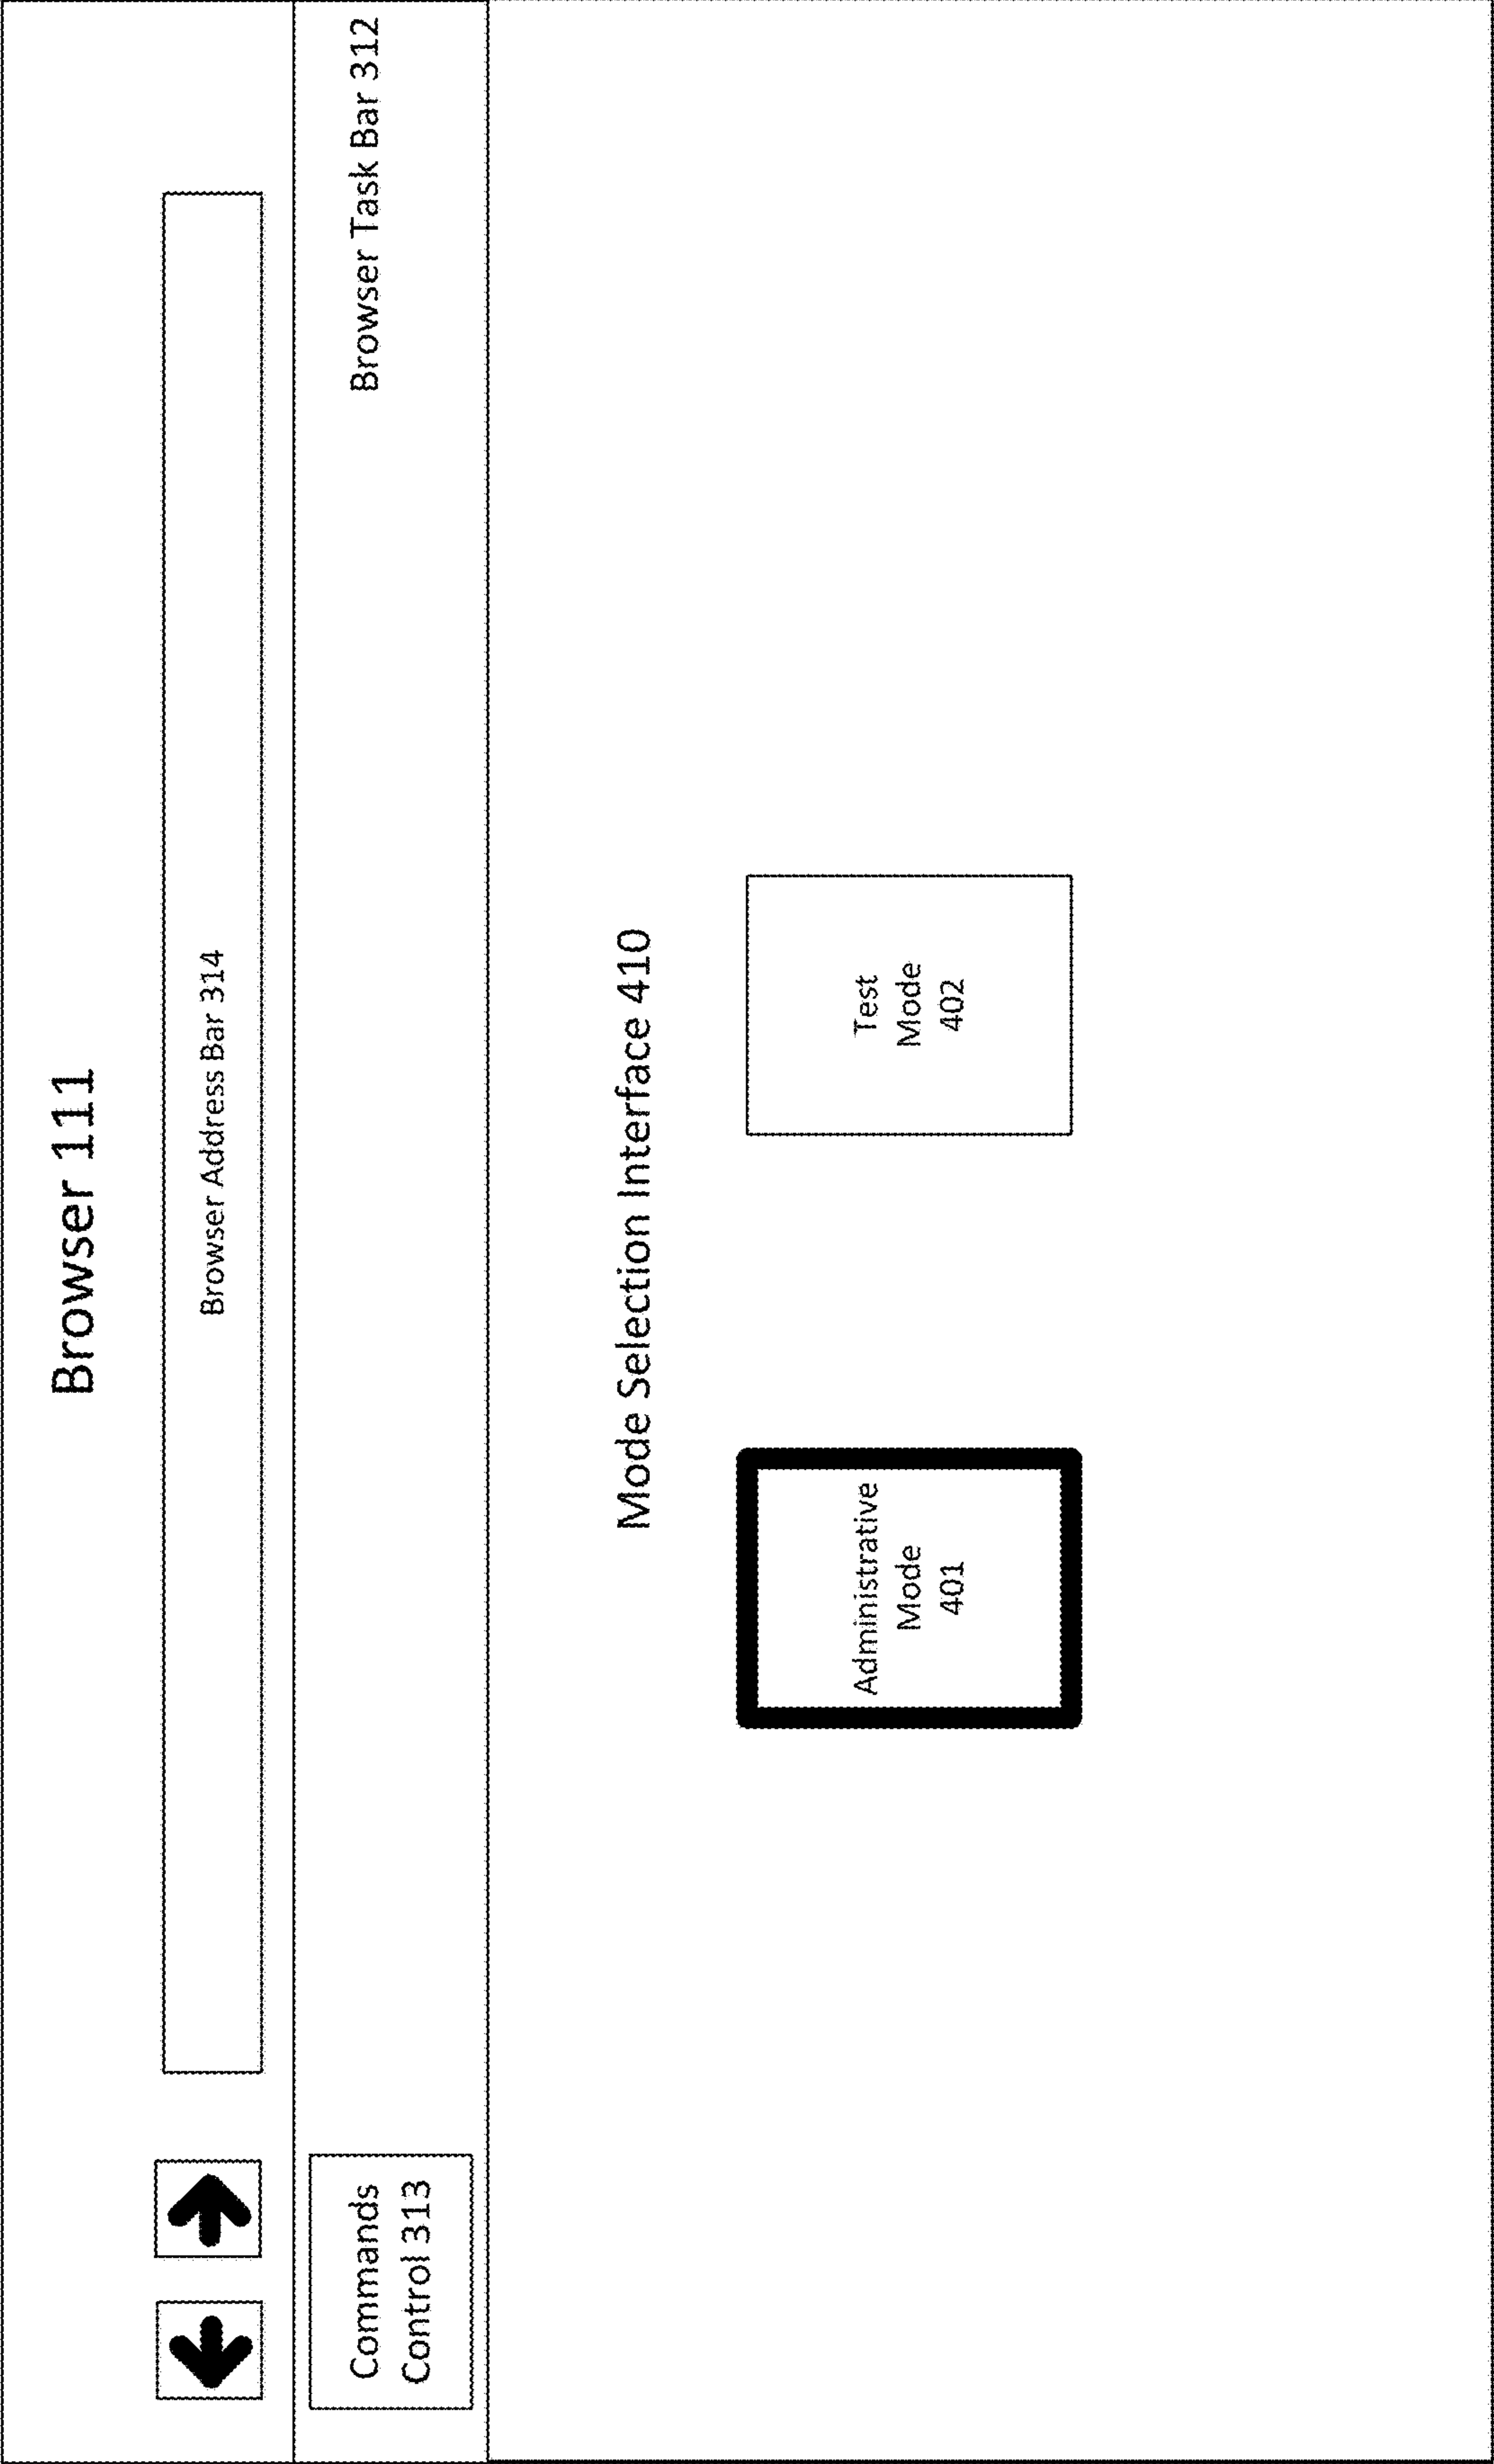 Browser 111
Browser Address Bar 314
Commands
Control 313
Browser Task Bar 312
Mode Selection Interface 410
Administrative
Mode
401
Test
Mode
402